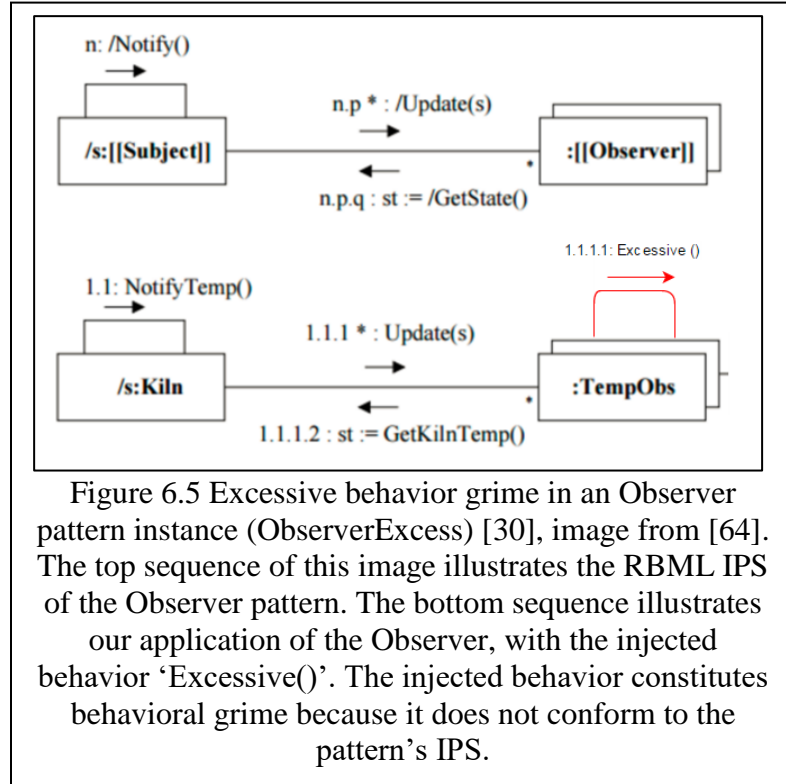 n: /Notify()
n.p * : /Update(s)
/s:[[Subject]]
:[[Observer]]
*
n.p.q : st := /GetState()
1.1.1.1: Excessive ()
1.1: NotifyTemp()
1.1.1 * : Update(s)
/s:Kiln
:TempObs
*
1.1.1.2 : st := GetKilnTemp()
Figure 6.5 Excessive behavior grime in an Observer
pattern instance (ObserverExcess) [30], image from [64].
The top sequence of this image illustrates the RBML IPS
of the Observer pattern. The bottom sequence illustrates
our application of the Observer, with the injected
behavior ‘Excessive()’. The injected behavior constitutes
behavioral grime because it does not conform to the
pattern’s IPS.